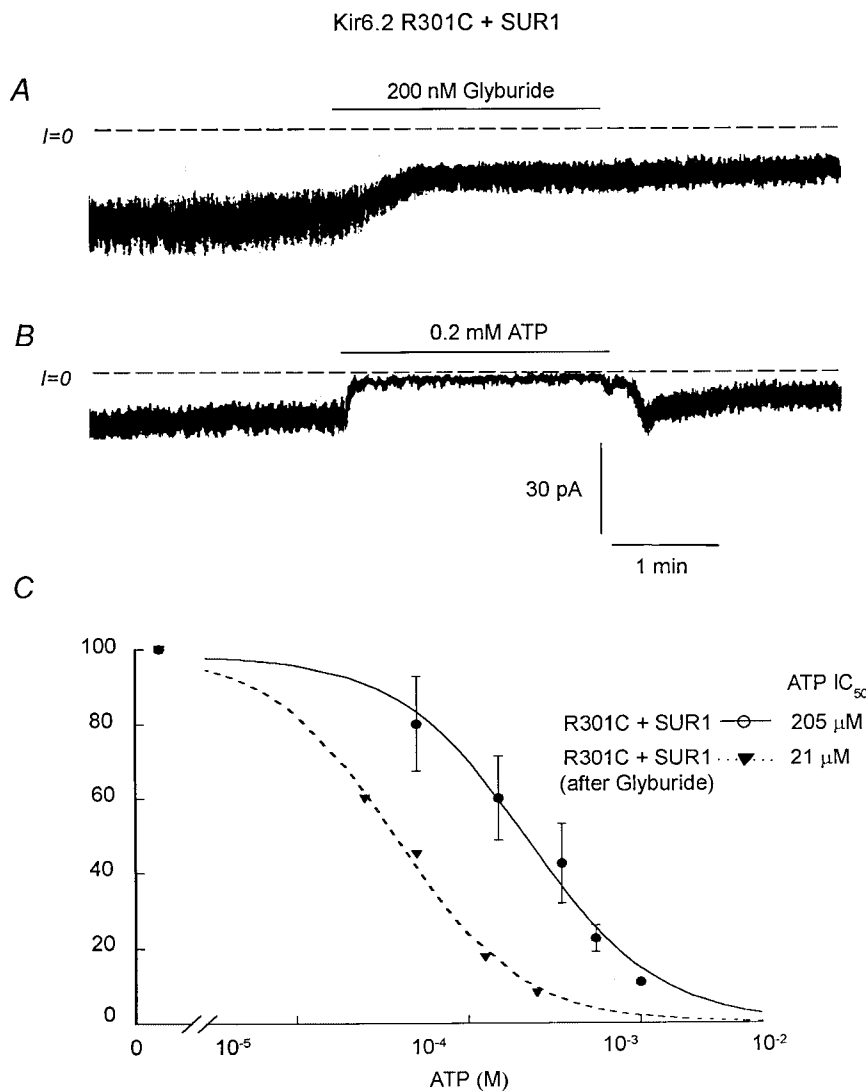 Kir6.2 R301C + SUR1
A
200 nM Glyburide
I=0
B
0.2 mM ATP
I=0
30 pA
1 min
C
100
80
60
40
20
0
ATP IC50
R301C + SUR1 205 µM
R301C + SUR1 21 µM
(after Glyburide)
0 10-5 10-4 10-3 10-2
ATP (M)